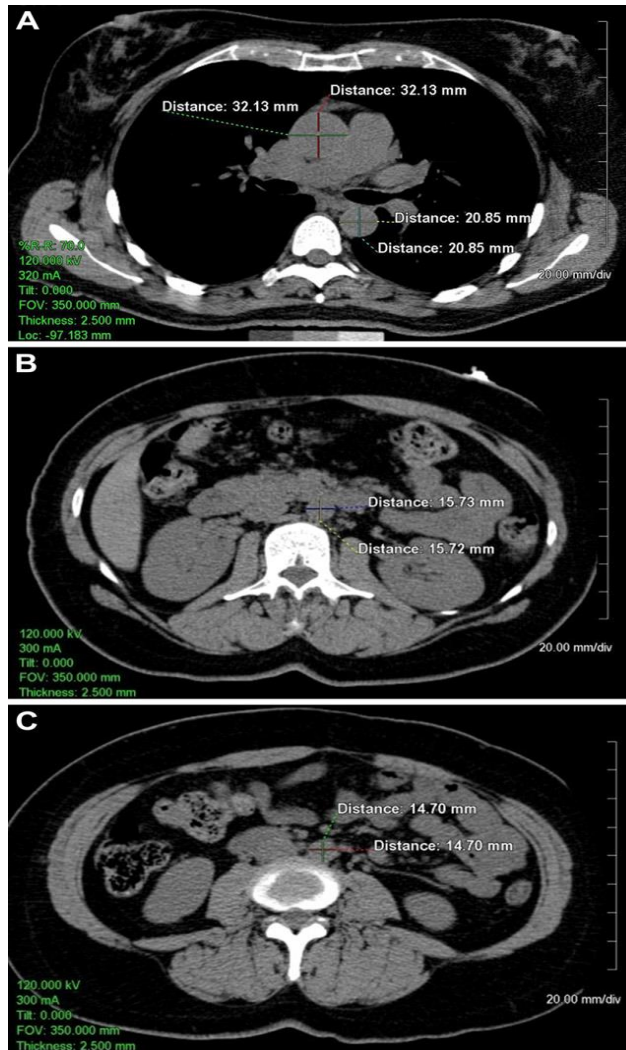 A
Distance: 32.13 mm
Distance: 32.13 mm
Distance: 20.85 mm
Distance: 20.85 mm
%R-R: 70.0
120.000 kV
320 mA
Tilt: 0.000
FOV: 350.000 mm
Thickness: 2.500 mm
Loc: -97.183 mm
20.00 mm/div
B
Distance: 15.73 mm
Distance: 15.72 mm
120.000 kV
300 mA
Tilt: 0.000
FOV: 350.000 mm
Thickness: 2.500 mm
20.00 mm/div
C
Distance: 14.70 mm
Distance: 14.70 mm
120.000 kV
300 mA
Tilt: 0.000
FOV: 350.000 mm
Thickness: 2.500 mm
20.00 mm/div